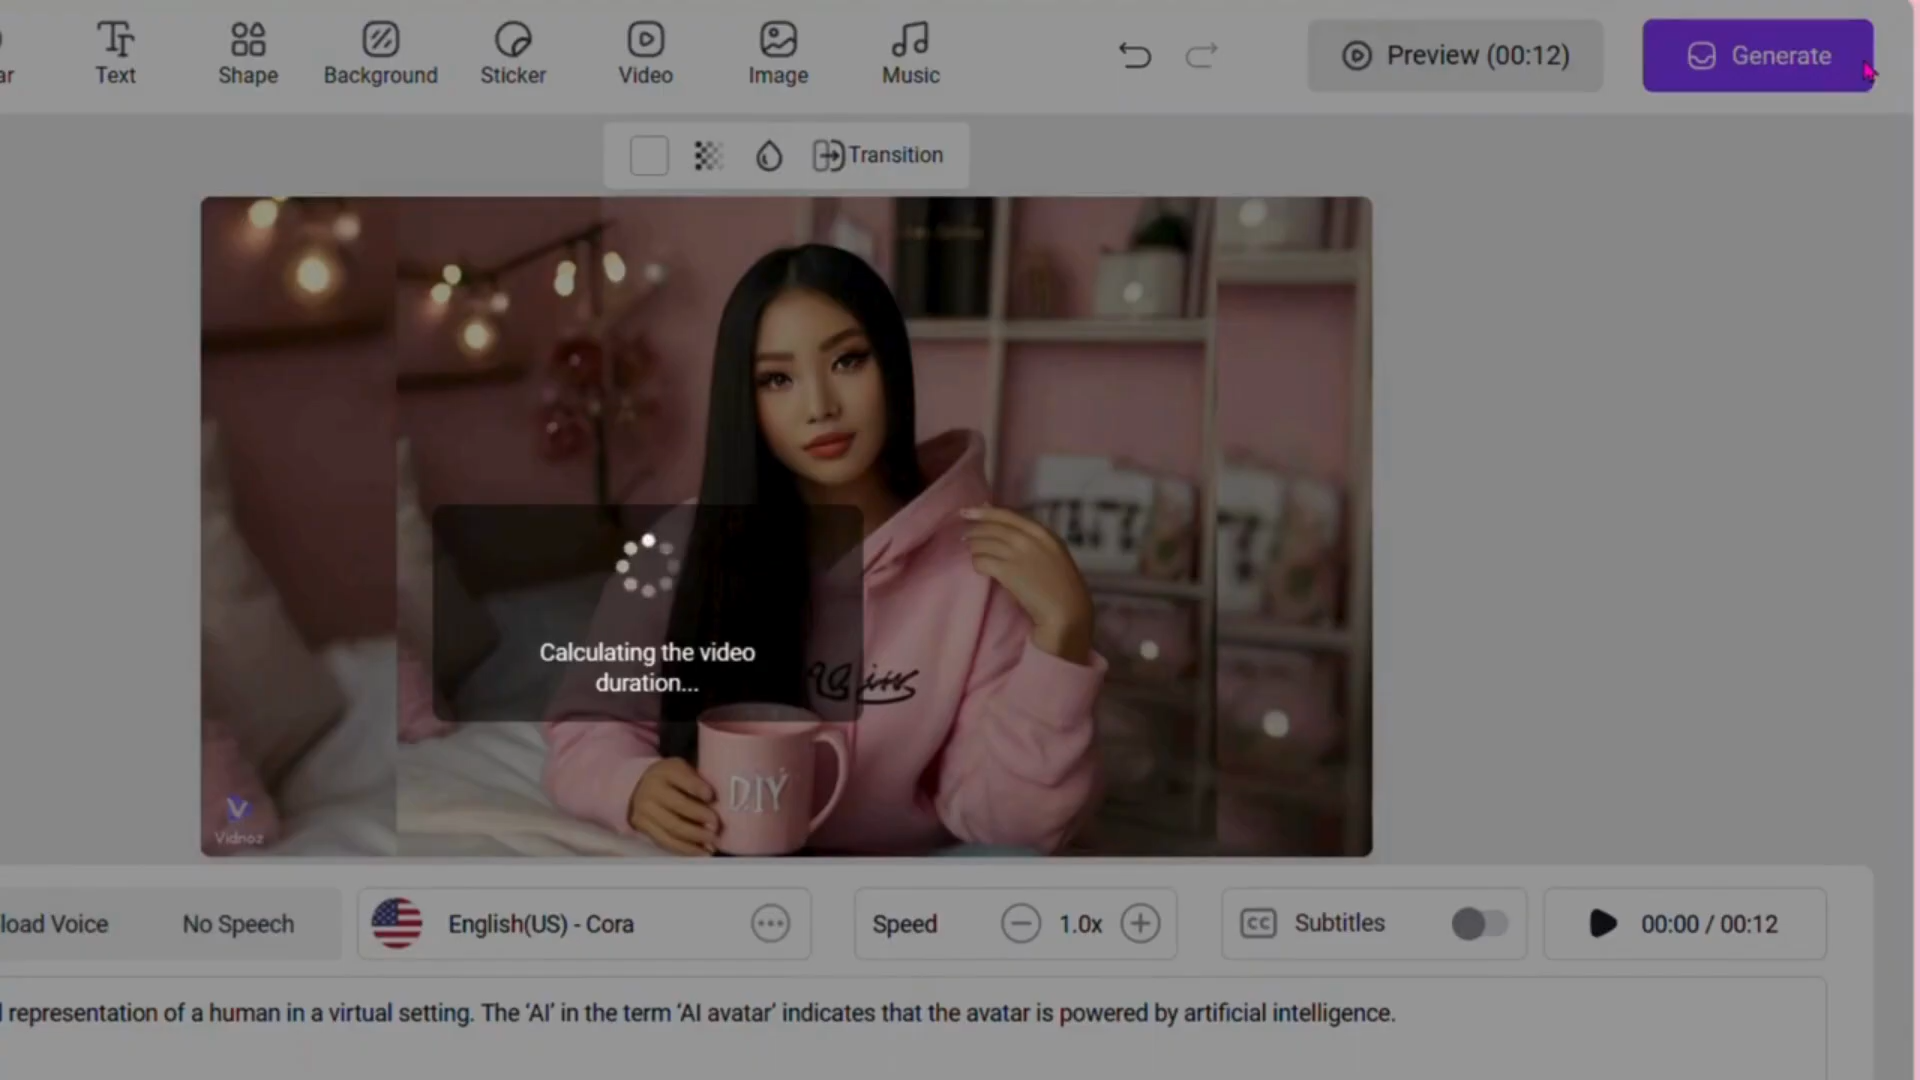 ar
Text
Shape
Background
Sticker
Video
Image
Music
Preview (00:12)
Generate
Transition
Calculating the video
duration...
DIY
Vidnoz
load Voice
No Speech
English(US) - Cora
Speed
1.0x
CC
Subtitles
00:00 / 00:12
representation of a human in a virtual setting. The ‘AI’ in the term ‘AI avatar’ indicates that the avatar is powered by artificial intelligence.